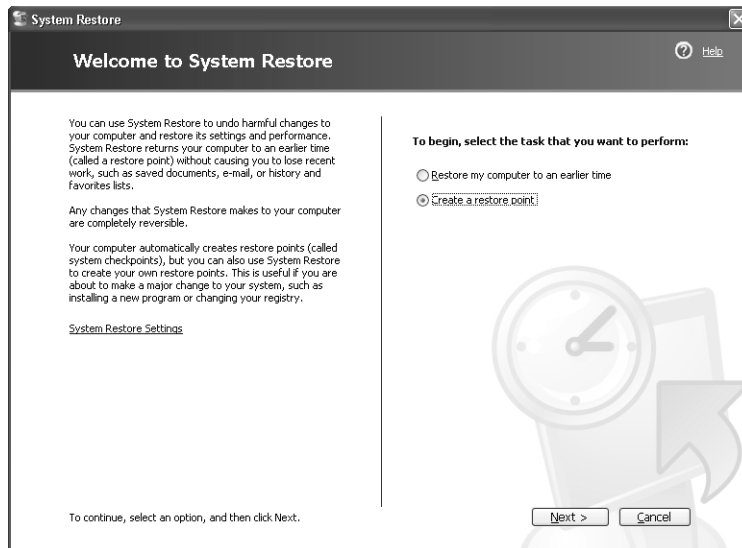 System Restore
Welcome to System Restore
Help
You can use System Restore to undo harmful changes to
your computer and restore its settings and performance.
System Restore returns your computer to an earlier time
(called a restore point) without causing you to lose recent
work, such as saved documents, e-mail, or history and
favorites lists.
Any changes that System Restore makes to your computer
are completely reversible.
Your computer automatically creates restore points (called
system checkpoints), but you can also use System Restore
to create your own restore points. This is useful if you are
about to make a major change to your system, such as
installing a new program or changing your registry.
System Restore Settings
To begin, select the task that you want to perform:
Restore my computer to an earlier time
Create a restore point
To continue, select an option, and then click Next.
Next >
Cancel